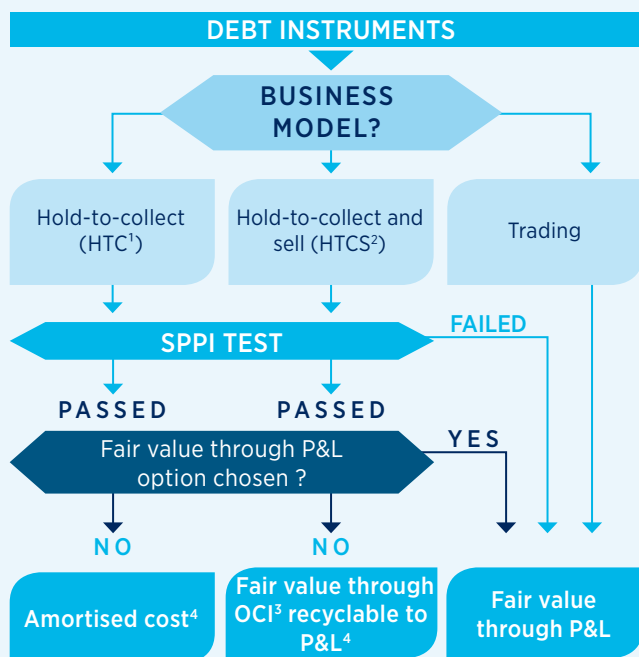 DEBT INSTRUMENTS
BUSINESS
MODEL?
Hold-to-collect
(HTC¹)
Hold-to-collect and
sell (HTCS²)
Trading
SPPI TEST
FAILED
PASSED
PASSED
Fair value through P&L
option chosen ?
YES
NO
NO
Amortised cost⁴
Fair value through
OCI³ recyclable to
P&L⁴
Fair value
through P&L